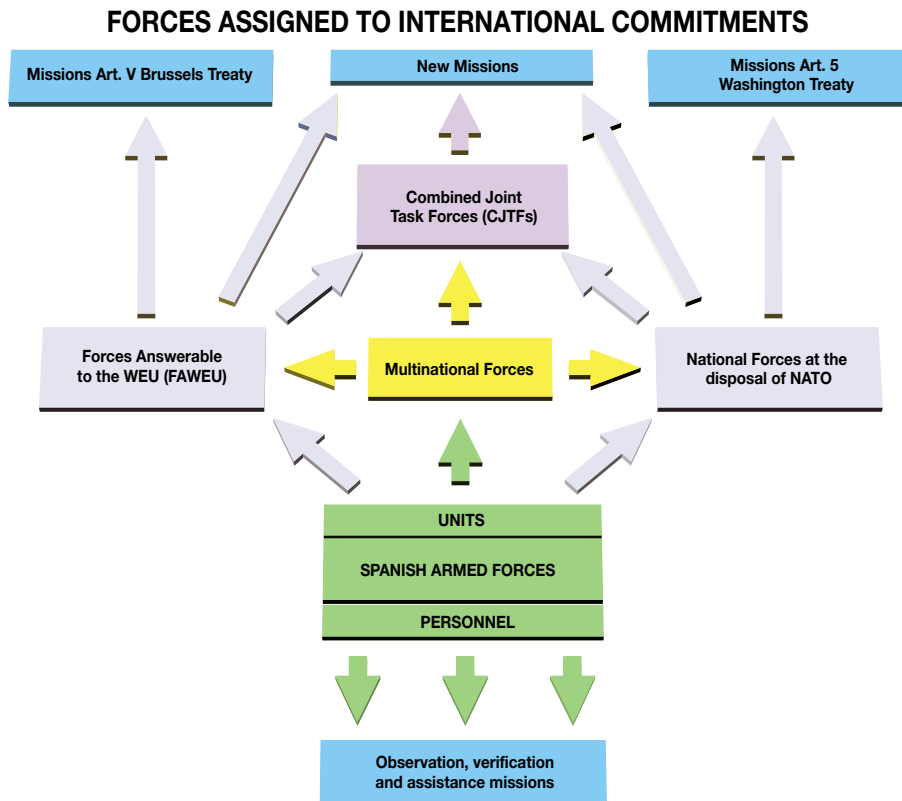 FORCES ASSIGNED TO INTERNATIONAL COMMITMENTS
Missions Art. V Brussels Treaty
New Missions
Missions Art. 5
Washington Treaty
Combined Joint
Task Forces (CJTFs)
Forces Answerable
to the WEU (FAWEU)
Multinational Forces
National Forces at the
disposal of NATO
UNITS
SPANISH ARMED FORCES
PERSONNEL
Observation, verification
and assistance missions